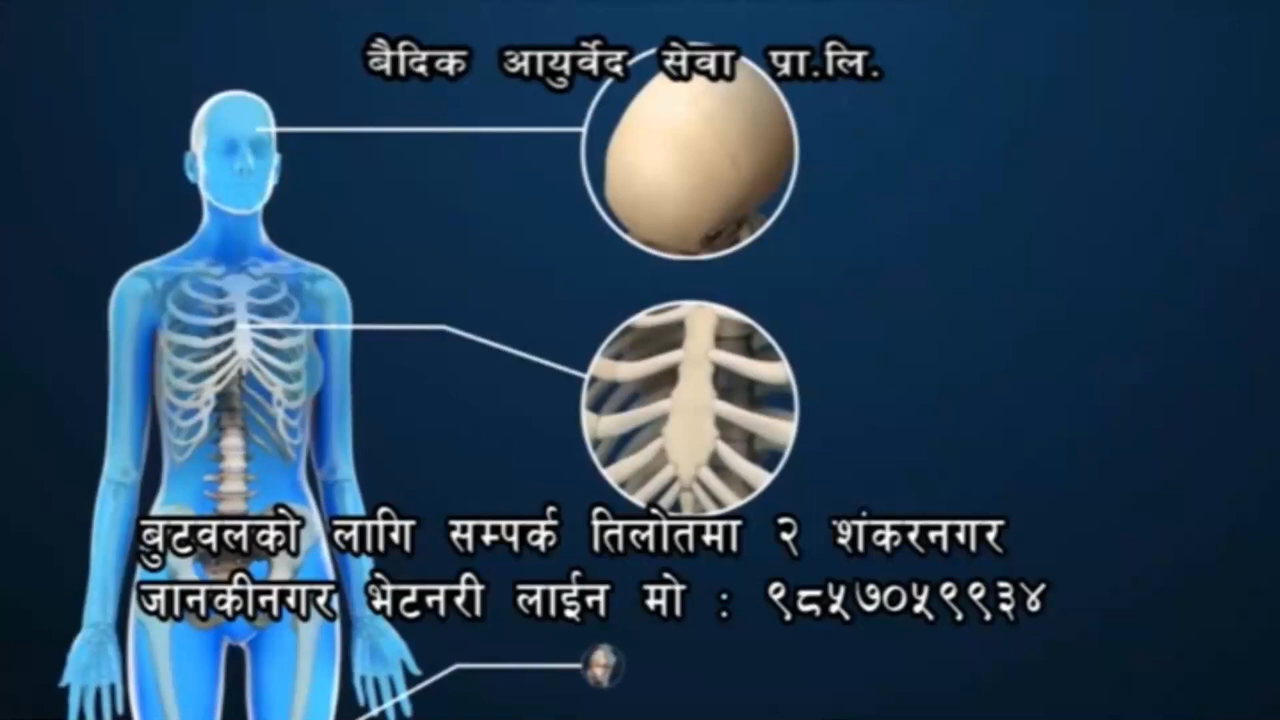 बैदिक आयुर्वेद सेवा प्रा.लि.
बुटवलको लागि सम्पर्क तिलोतमा २ शंकरनगर
जानकीनगर भेटनरी लाईन मो : ९८५७०५९९३४